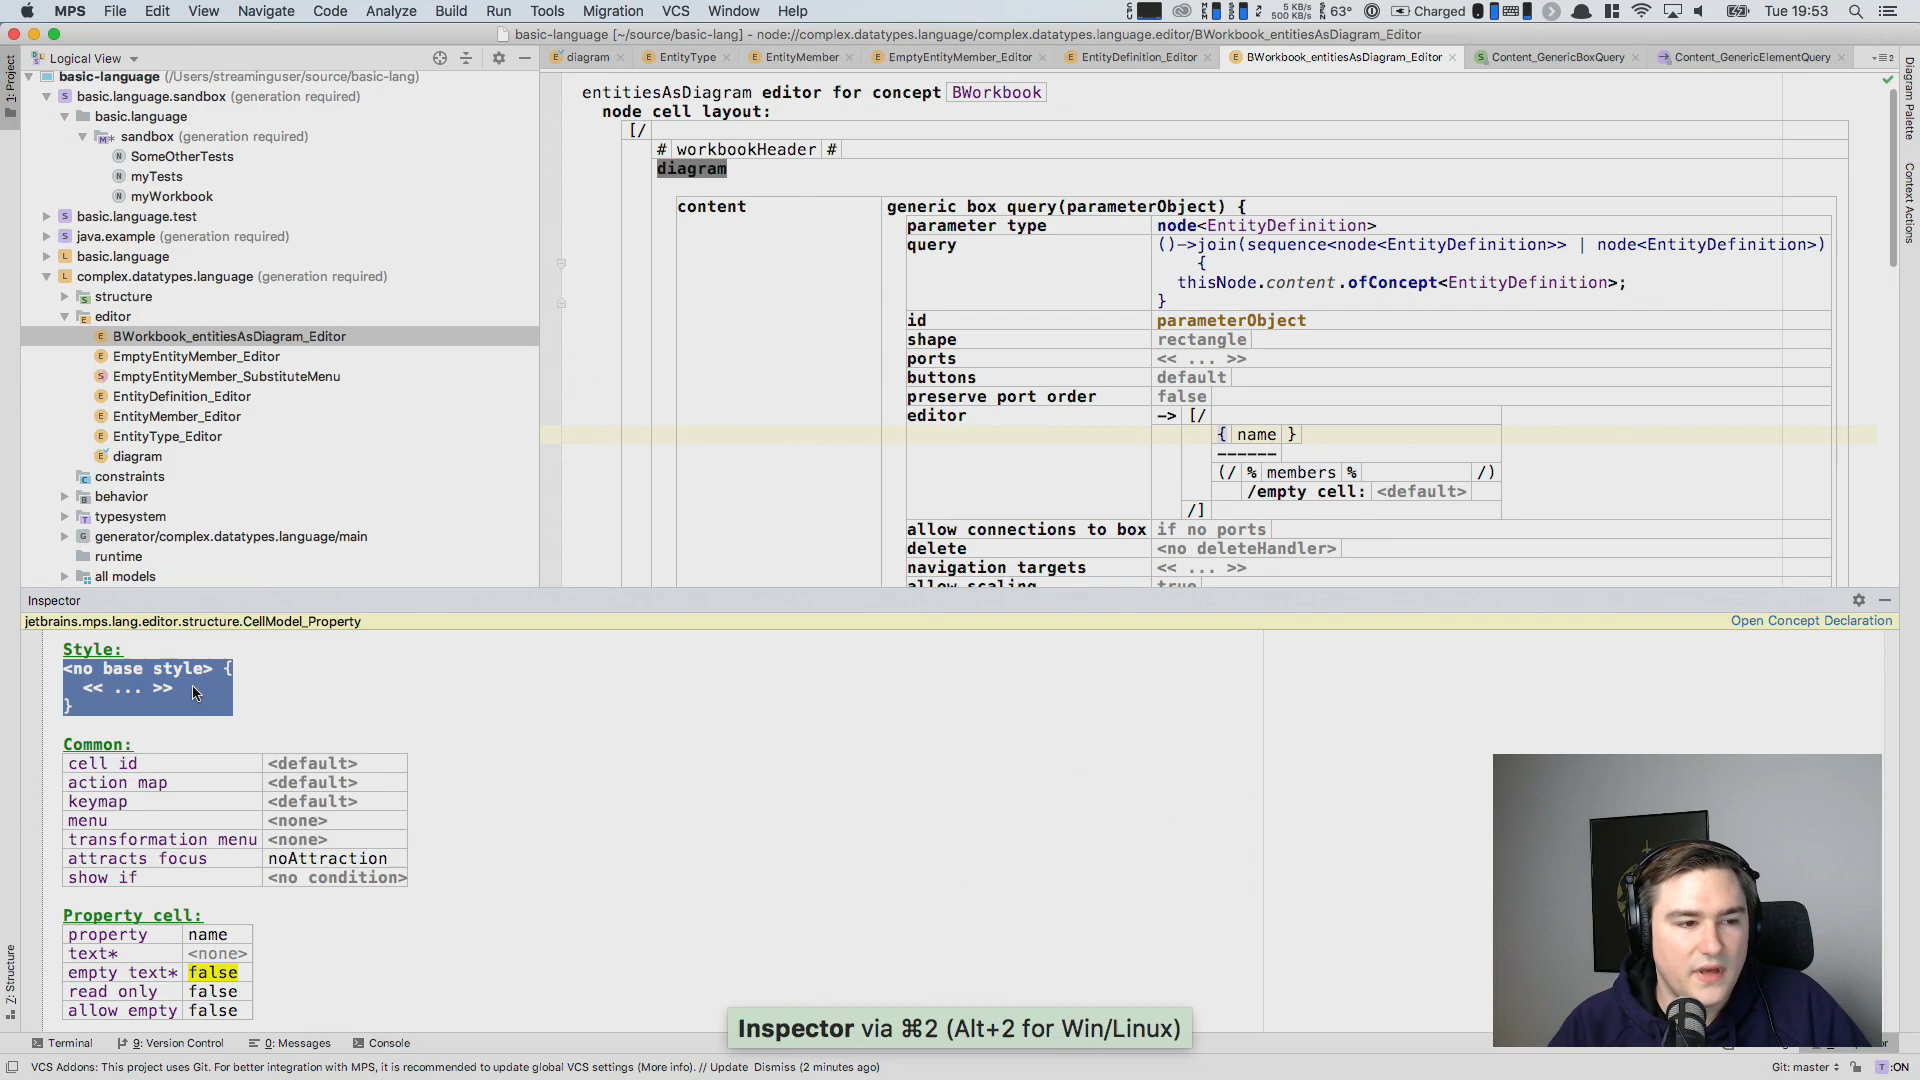 MPS File Edit View Navigate Code Analyze Build Run Tools Migration VCS Window Help
5 KB/s
500 KB/s 63° Charged Tue 19:53
basic-language [~/source/basic-lang] - node://complex.datatypes.language/complex.datatypes.language.editor/BWorkbook_entitiesAsDiagram_Editor
Logical View
diagram EntityType EntityMember EmptyEntityMember_Editor EntityDefinition_Editor BWorkbook_entitiesAsDiagram_Editor Content_GenericBoxQuery Content_GenericElementQuery
1: Project
basic-language (/Users/streaminguser/source/basic-lang)
basic.language.sandbox (generation required)
basic.language
sandbox (generation required)
SomeOtherTests
myTests
myWorkbook
basic.language.test
java.example (generation required)
basic.language
complex.datatypes.language (generation required)
structure
editor
BWorkbook_entitiesAsDiagram_Editor
EmptyEntityMember_Editor
EmptyEntityMember_SubstituteMenu
EntityDefinition_Editor
EntityMember_Editor
EntityType_Editor
diagram
constraints
behavior
typesystem
generator/complex.datatypes.language/main
runtime
all models
entitiesAsDiagram editor for concept BWorkbook
node cell layout:
[/
# workbookHeader #
diagram
content generic box query(parameterObject) {
parameter type node<EntityDefinition>
query ()->join(sequence<node<EntityDefinition>> | node<EntityDefinition>)
{
thisNode.content.ofConcept<EntityDefinition>;
}
id parameterObject
shape rectangle
ports << ... >>
buttons default
preserve port order false
editor -> [/
{ name }
------
(/ % members % /)
/empty cell: <default>
/]
allow connections to box if no ports
delete <no deleteHandler>
navigation targets << ... >>
allow scaling true
Diagram Palette
Context Actions
Inspector
jetbrains.mps.lang.editor.structure.CellModel_Property Open Concept Declaration
Style:
<no base style> {
<< ... >>
}
Common:
cell id <default>
action map <default>
keymap <default>
menu <none>
transformation menu <none>
attracts focus noAttraction
show if <no condition>
Property cell:
property name
text* <none>
empty text* false
read only false
allow empty false
Z: Structure
Inspector via ⌘2 (Alt+2 for Win/Linux)
Terminal 9: Version Control 0: Messages Console
VCS Addons: This project uses Git. For better integration with MPS, it is recommended to update global VCS settings (More info). // Update Dismiss (2 minutes ago) Git: master T:ON